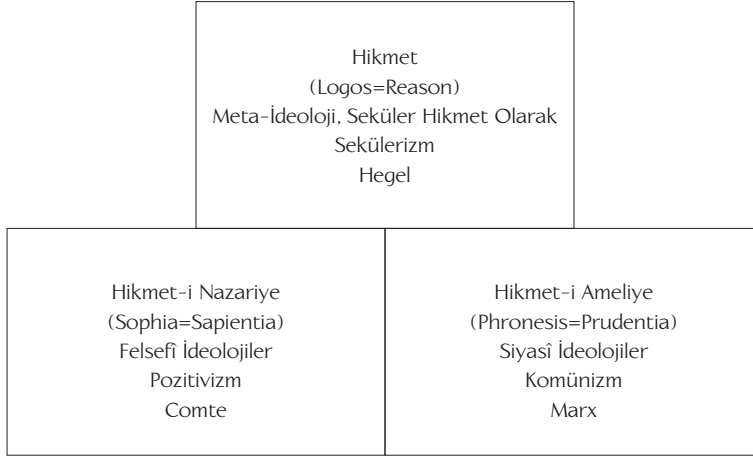 Hikmet
(Logos=Reason)
Meta-İdeoloji, Seküler Hikmet Olarak
Sekülerizm
Hegel
Hikmet-i Nazariye
(Sophia=Sapientia)
Felsefî İdeolojiler
Pozitivizm
Comte
Hikmet-i Ameliye
(Phronesis=Prudentia)
Siyasî İdeolojiler
Komünizm
Marx